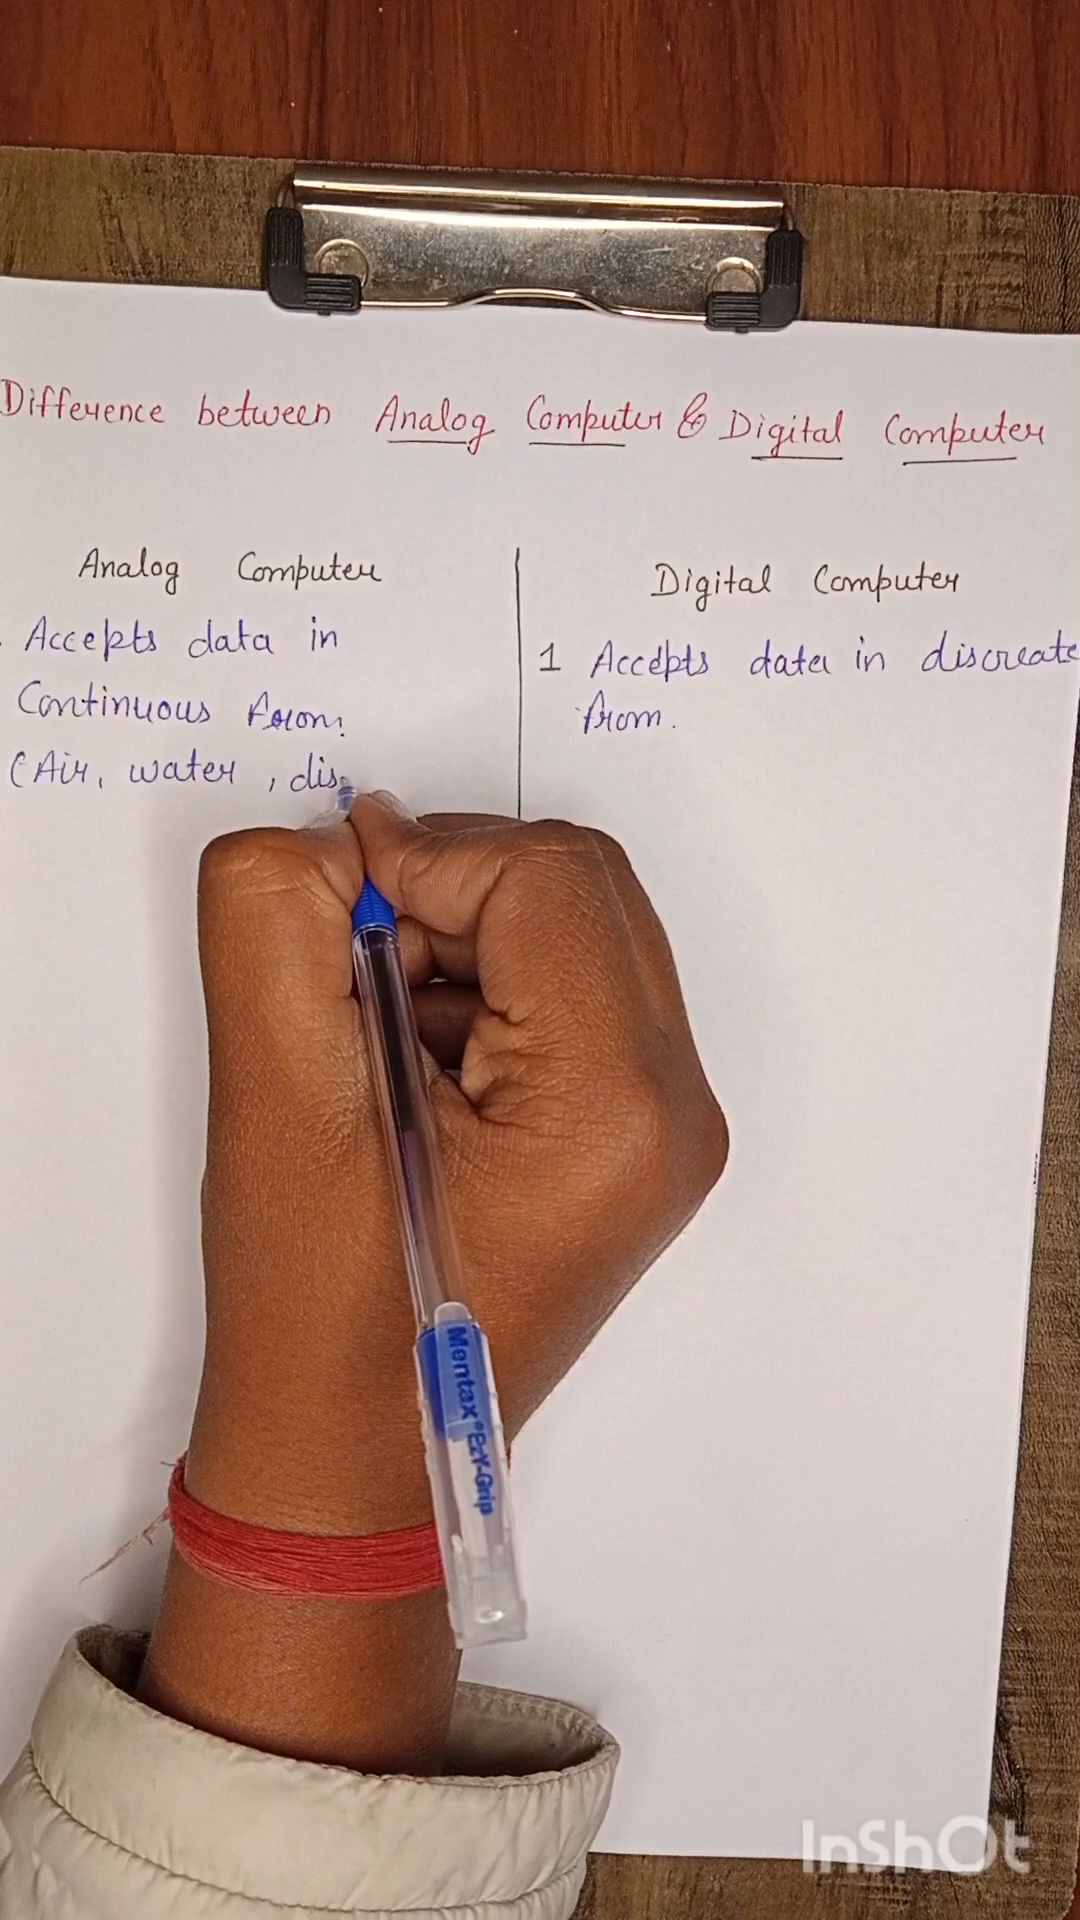 Difference between Analog Computer & Digital Computer
Analog Computer
Accepts data in
Continuous form.
(Air, water, dis
Digital Computer
1 Accepts data in discreate
from.
Mentax® EzY-Grip
InShOt